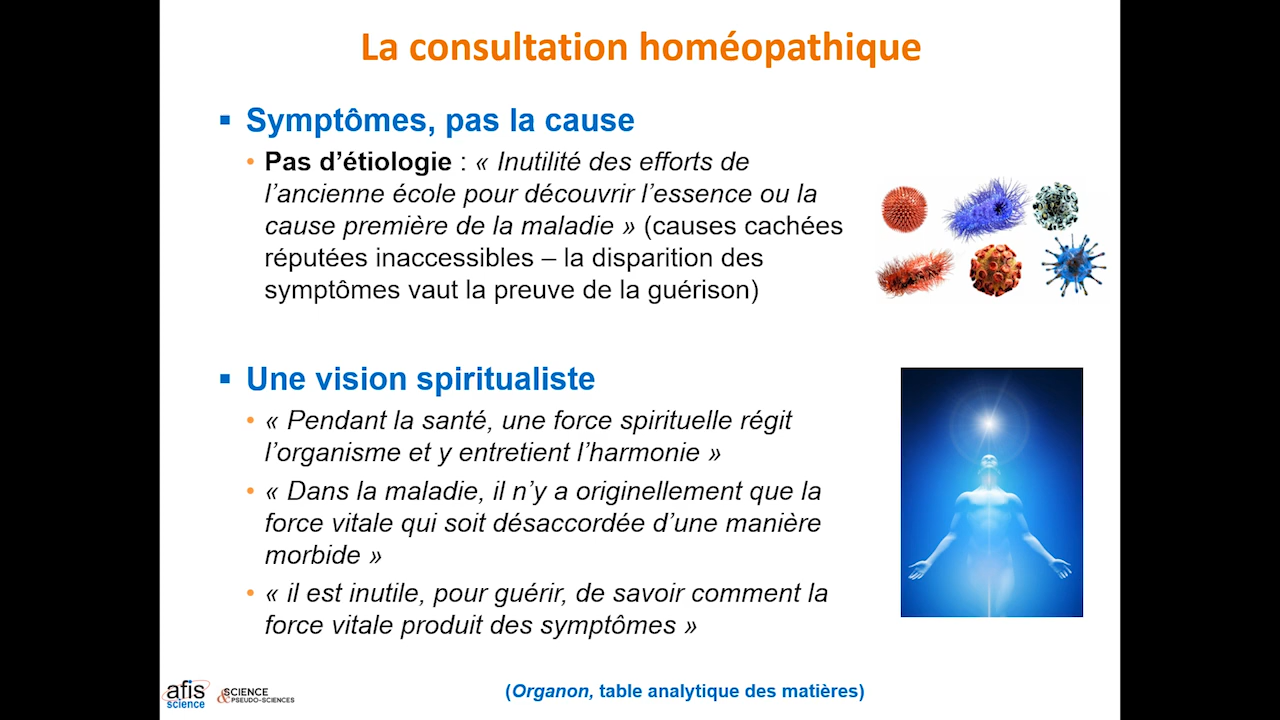 La consultation homéopathique
▪ Symptômes, pas la cause
• Pas d’étiologie : « Inutilité des efforts de
l’ancienne école pour découvrir l’essence ou la
cause première de la maladie » (causes cachées
réputées inaccessibles – la disparition des
symptômes vaut la preuve de la guérison)
▪ Une vision spiritualiste
• « Pendant la santé, une force spirituelle régit
l’organisme et y entretient l’harmonie »
• « Dans la maladie, il n’y a originellement que la
force vitale qui soit désaccordée d’une manière
morbide »
• « il est inutile, pour guérir, de savoir comment la
force vitale produit des symptômes »
afis
science
SCIENCE
& PSEUDO-SCIENCES
(Organon, table analytique des matières)